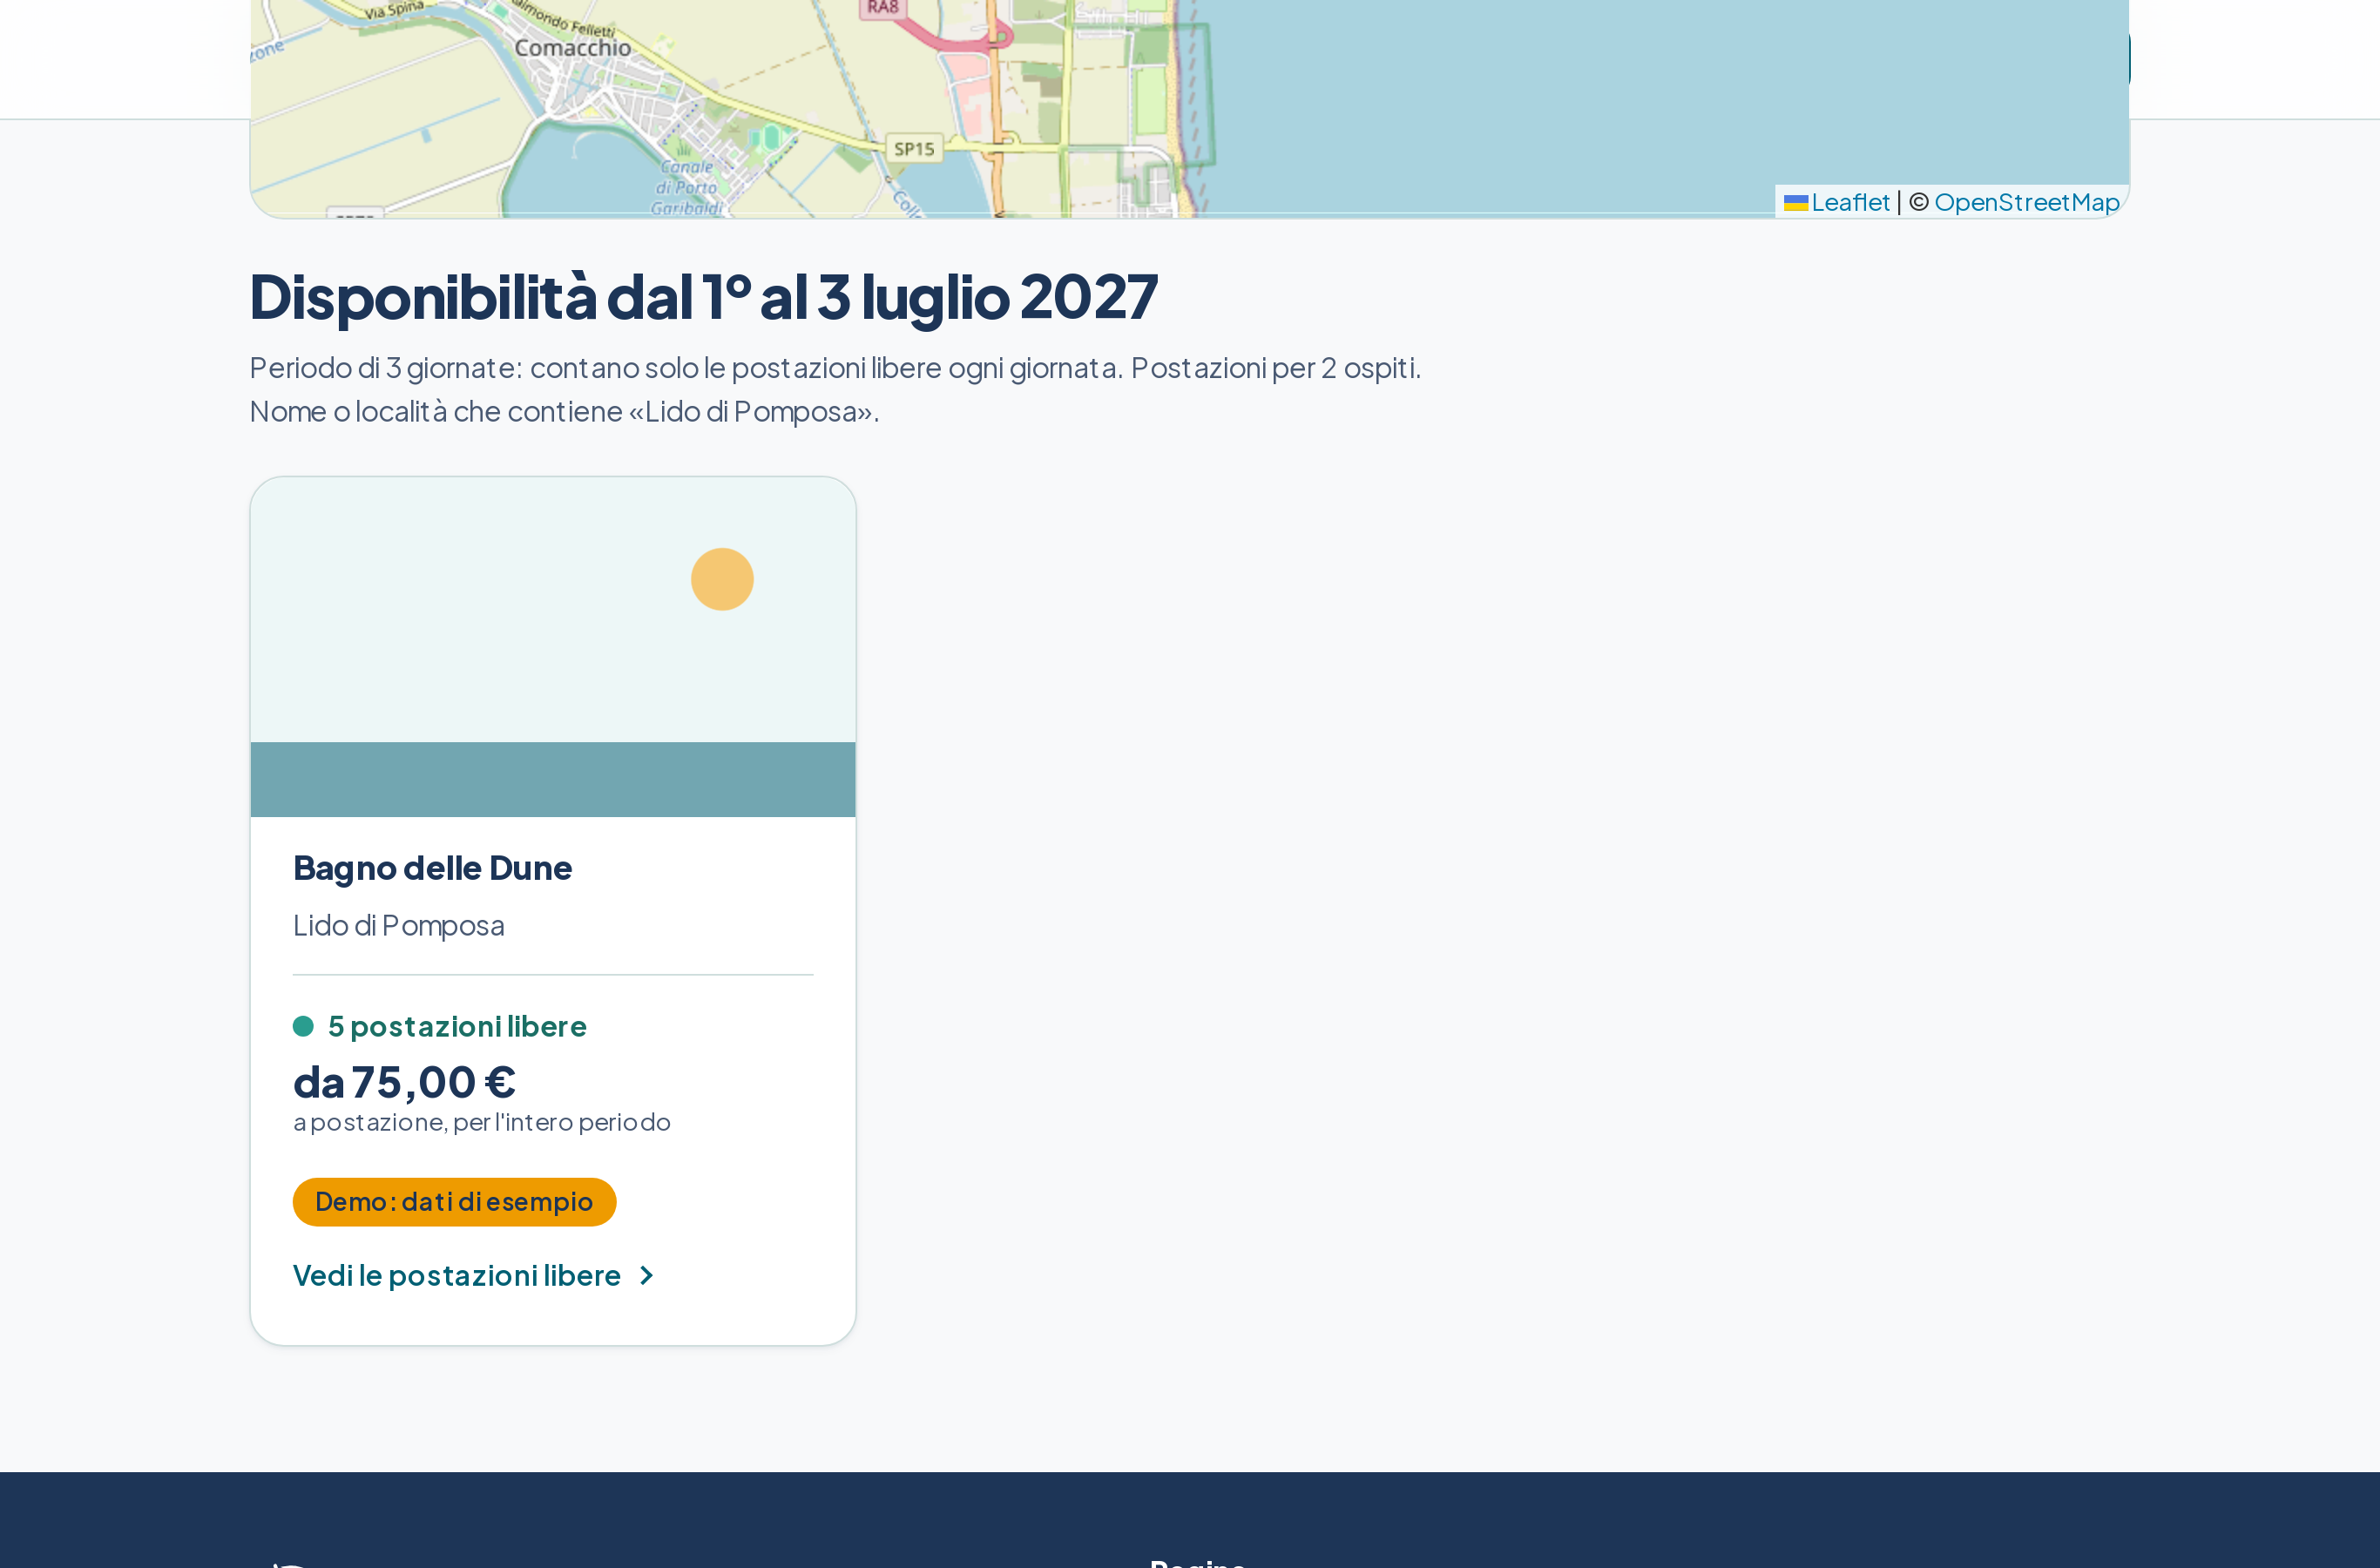 Via Spina
Raimondo Felletti
RA8
Comacchio
SP15
Canale
di Porto
Garibaldi
Leaflet | © OpenStreetMap
Disponibilità dal 1º al 3 luglio 2027
Periodo di 3 giornate: contano solo le postazioni libere ogni giornata. Postazioni per 2 ospiti.
Nome o località che contiene «Lido di Pomposa».
Bagno delle Dune
Lido di Pomposa
5 postazioni libere
da 75,00 €
a postazione, per l'intero periodo
Demo: dati di esempio
Vedi le postazioni libere